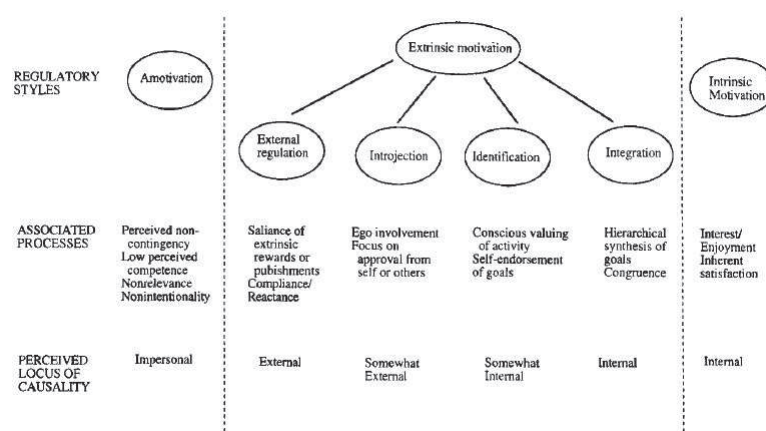 Extrinsic motivation
REGULATORY
STYLES
Amotivation
Intrinsic
Motivation
External
regulation
Introjection
Identification
Integration
ASSOCIATED
PROCESSES
Perceived non-
contingency
Low perceived
competence
Nonrelevance
Nonintentionality
Saliance of
extrinsic
rewards or
pubishments
Compliance/
Reactance
Ego involvement
Focus on
approval from
self or others
Conscious valuing
of activity
Self-endorsement
of goals
Hierarchical
synthesis of
goals
Congruence
Interest/
Enjoyment
Inherent
satisfaction
PERCEIVED
LOCUS OF
CAUSALITY
Impersonal
External
Somewhat
External
Somewhat
Internal
Internal
Internal